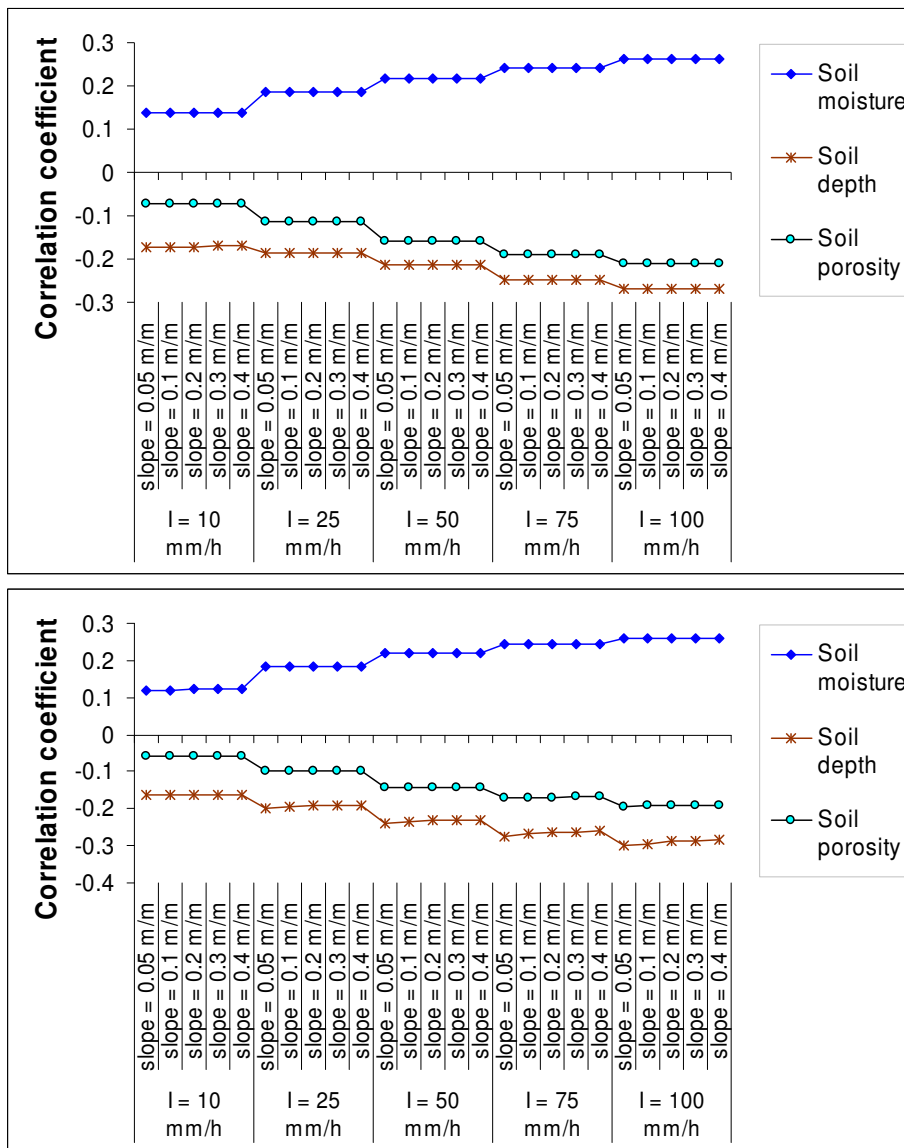 Correlation coefficient
0.3
0.2
0.1
0
-0.1
-0.2
-0.3
slope = 0.05 m/m
slope = 0.1 m/m
slope = 0.2 m/m
slope = 0.3 m/m
slope = 0.4 m/m
slope = 0.05 m/m
slope = 0.1 m/m
slope = 0.2 m/m
slope = 0.3 m/m
slope = 0.4 m/m
slope = 0.05 m/m
slope = 0.1 m/m
slope = 0.2 m/m
slope = 0.3 m/m
slope = 0.4 m/m
slope = 0.05 m/m
slope = 0.1 m/m
slope = 0.2 m/m
slope = 0.3 m/m
slope = 0.4 m/m
slope = 0.05 m/m
slope = 0.1 m/m
slope = 0.2 m/m
slope = 0.3 m/m
slope = 0.4 m/m
I = 10
mm/h
I = 25
mm/h
I = 50
mm/h
I = 75
mm/h
I = 100
mm/h
Soil
moisture
Soil
depth
Soil
porosity
Correlation coefficient
0.3
0.2
0.1
0
-0.1
-0.2
-0.3
-0.4
slope = 0.05 m/m
slope = 0.1 m/m
slope = 0.2 m/m
slope = 0.3 m/m
slope = 0.4 m/m
slope = 0.05 m/m
slope = 0.1 m/m
slope = 0.2 m/m
slope = 0.3 m/m
slope = 0.4 m/m
slope = 0.05 m/m
slope = 0.1 m/m
slope = 0.2 m/m
slope = 0.3 m/m
slope = 0.4 m/m
slope = 0.05 m/m
slope = 0.1 m/m
slope = 0.2 m/m
slope = 0.3 m/m
slope = 0.4 m/m
slope = 0.05 m/m
slope = 0.1 m/m
slope = 0.2 m/m
slope = 0.3 m/m
slope = 0.4 m/m
I = 10
mm/h
I = 25
mm/h
I = 50
mm/h
I = 75
mm/h
I = 100
mm/h
Soil
moisture
Soil
depth
Soil
porosity